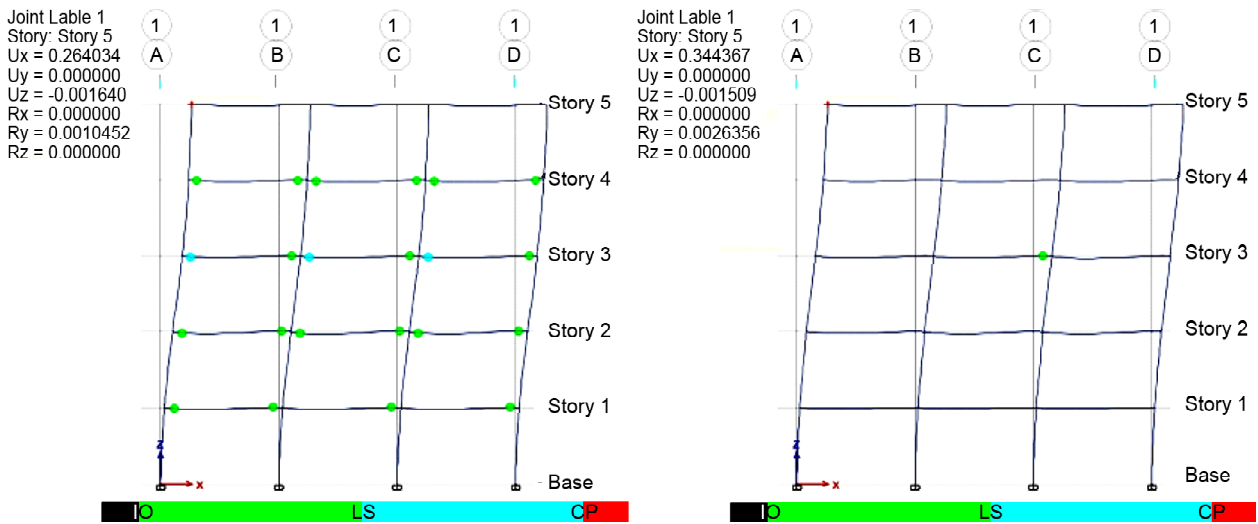 Joint Lable 1
Story: Story 5
Ux = 0.264034
Uy = 0.000000
Uz = -0.001640
Rx = 0.000000
Ry = 0.0010452
Rz = 0.000000
1 1 1 1
A B C D
Story 5
Story 4
Story 3
Story 2
Story 1
Base
Z
X
IO LS CP
Joint Lable 1
Story: Story 5
Ux = 0.344367
Uy = 0.000000
Uz = -0.001509
Rx = 0.000000
Ry = 0.0026356
Rz = 0.000000
1 1 1 1
A B C D
Story 5
Story 4
Story 3
Story 2
Story 1
Base
Z
X
IO LS CP